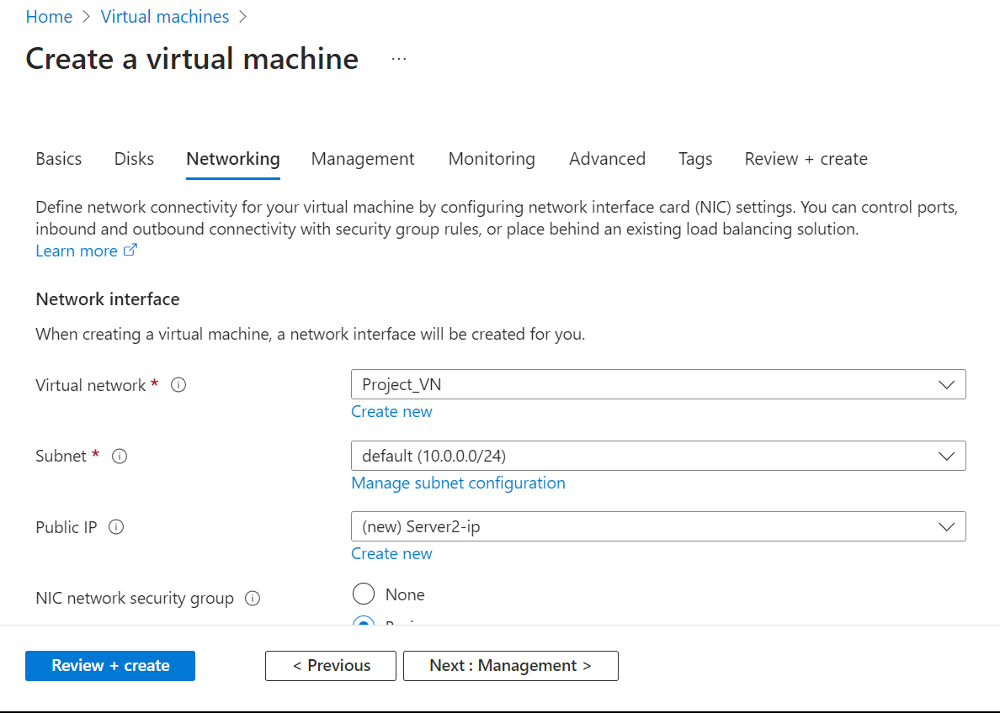 Home > Virtual machines >
Create a virtual machine ...
Basics Disks Networking Management Monitoring Advanced Tags Review + create
Define network connectivity for your virtual machine by configuring network interface card (NIC) settings. You can control ports,
inbound and outbound connectivity with security group rules, or place behind an existing load balancing solution.
Learn more
Network interface
When creating a virtual machine, a network interface will be created for you.
Virtual network * Project_VN
Create new
Subnet * default (10.0.0.0/24)
Manage subnet configuration
Public IP (new) Server2-ip
Create new
NIC network security group None
Review + create < Previous Next : Management >